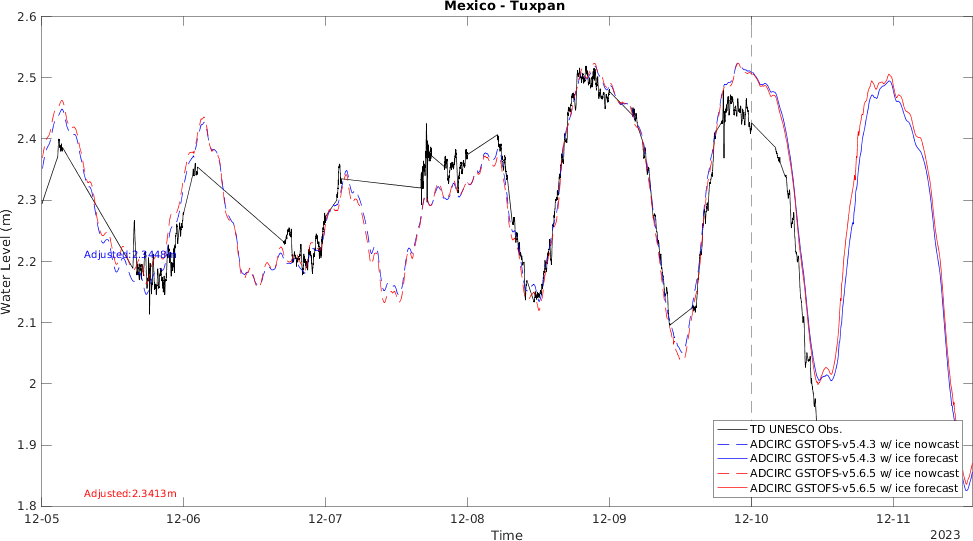 Mexico - Tuxpan
2.6
2.5
2.4
2.3
2.2
2.1
2
1.9
1.8
Water Level (m)
Adjusted:2.3448m
Adjusted:2.3413m
TD UNESCO Obs.
ADCIRC GSTOFS-v5.4.3 w/ ice nowcast
ADCIRC GSTOFS-v5.4.3 w/ ice forecast
ADCIRC GSTOFS-v5.6.5 w/ ice nowcast
ADCIRC GSTOFS-v5.6.5 w/ ice forecast
12-05 12-06 12-07 12-08 12-09 12-10 12-11
Time
2023